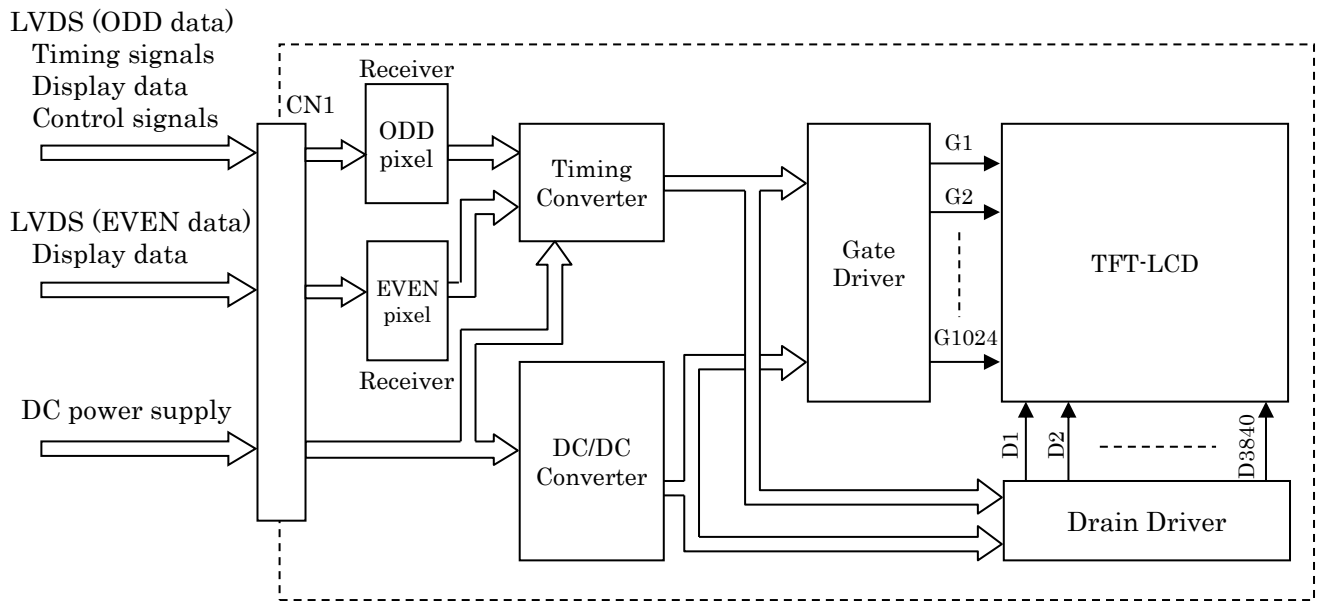 LVDS (ODD data)
Timing signals
Display data
Control signals
LVDS (EVEN data)
Display data
DC power supply
CN1
Receiver
ODD
pixel
EVEN
pixel
Receiver
Timing
Converter
DC/DC
Converter
Gate
Driver
G1
G2
G1024
TFT-LCD
D1
D2
D3840
Drain Driver